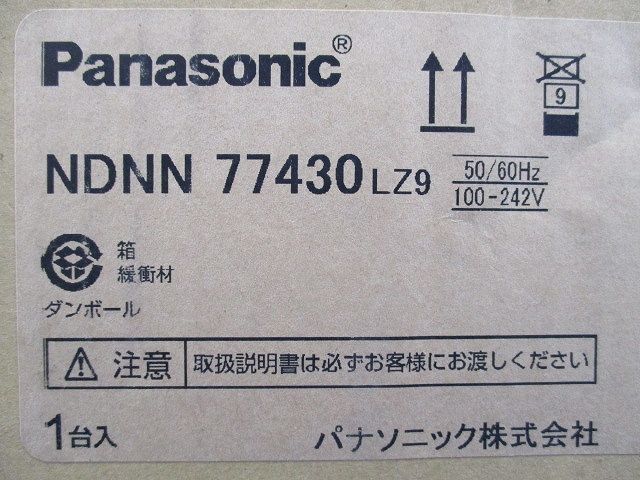 Panasonic®
9
NDNN 77430 LZ9
50/60Hz
100-242V
箱
緩衝材
ダンボール
注意
取扱説明書は必ずお客様にお渡しください
1台入
パナソニック株式会社